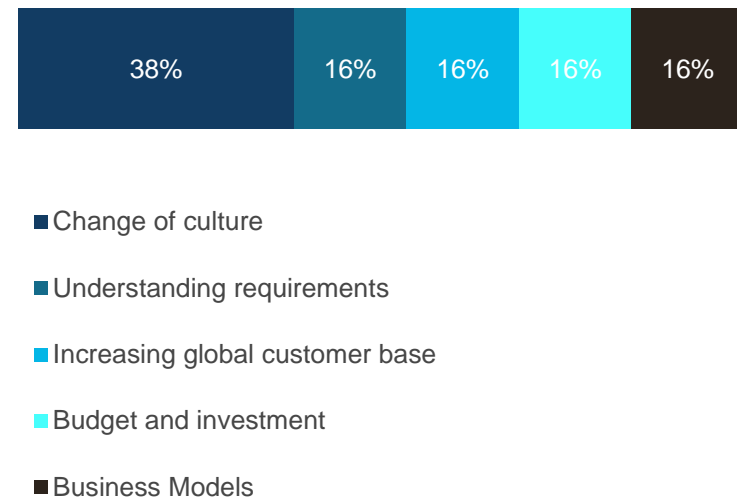 38% 16% 16% 16% 16%
Change of culture
Understanding requirements
Increasing global customer base
Budget and investment
Business Models